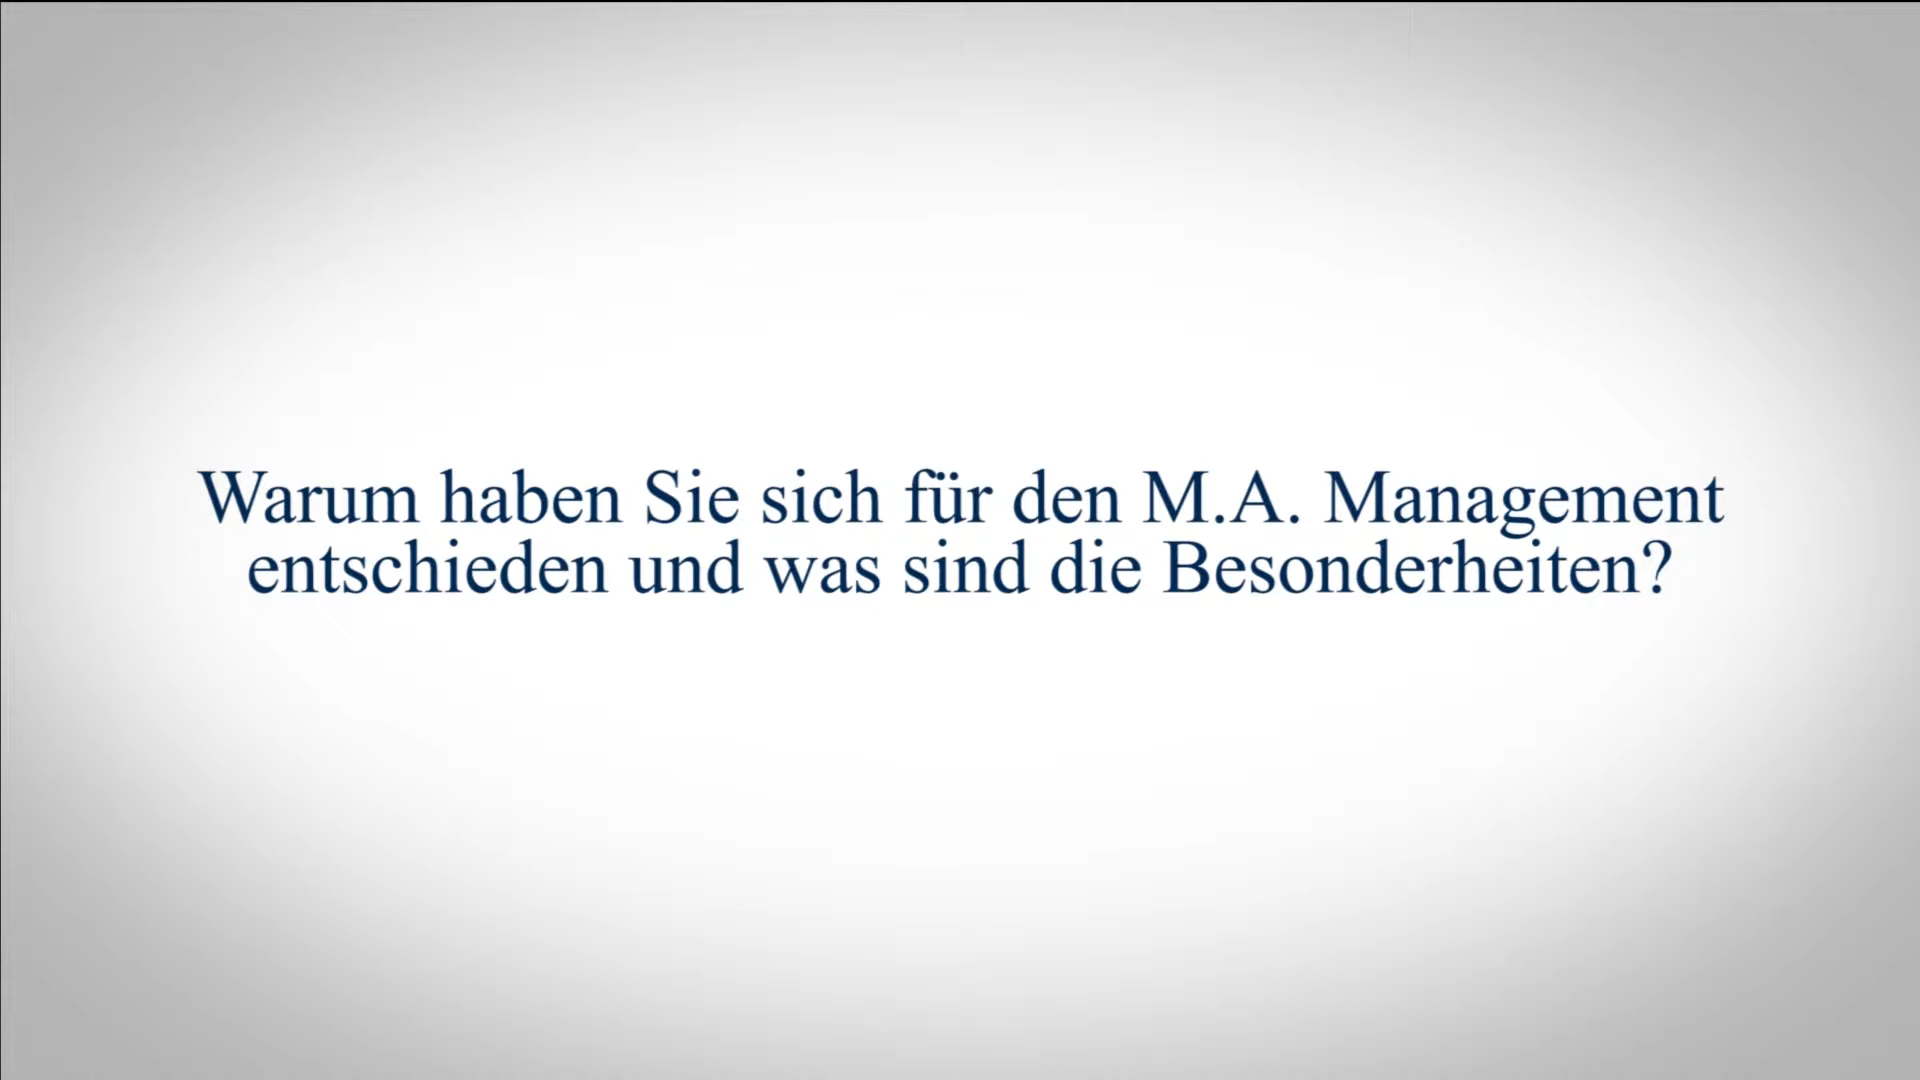 Warum haben Sie sich für den M.A. Management
entschieden und was sind die Besonderheiten?